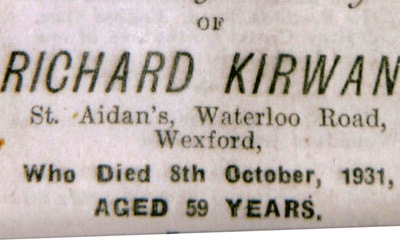 OF
RICHARD KIRWAN
St. Aidan's, Waterloo Road,
Wexford,
Who Died 8th October, 1931,
AGED 59 YEARS.